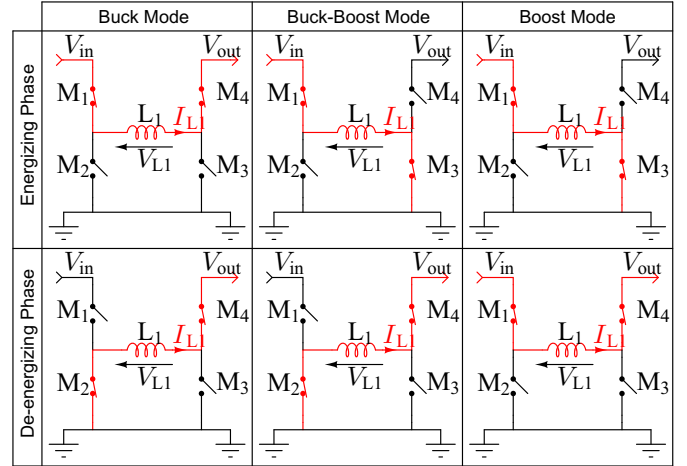 Buck Mode
Buck-Boost Mode
Boost Mode
Energizing Phase
Vin
Vout
M1
M4
L1
IL1
M2
VL1
M3
Vin
Vout
M1
M4
L1
IL1
M2
VL1
M3
Vin
Vout
M1
M4
L1
IL1
M2
VL1
M3
De-energizing Phase
Vin
Vout
M1
M4
L1
IL1
M2
VL1
M3
Vin
Vout
M1
M4
L1
IL1
M2
VL1
M3
Vin
Vout
M1
M4
L1
IL1
M2
VL1
M3